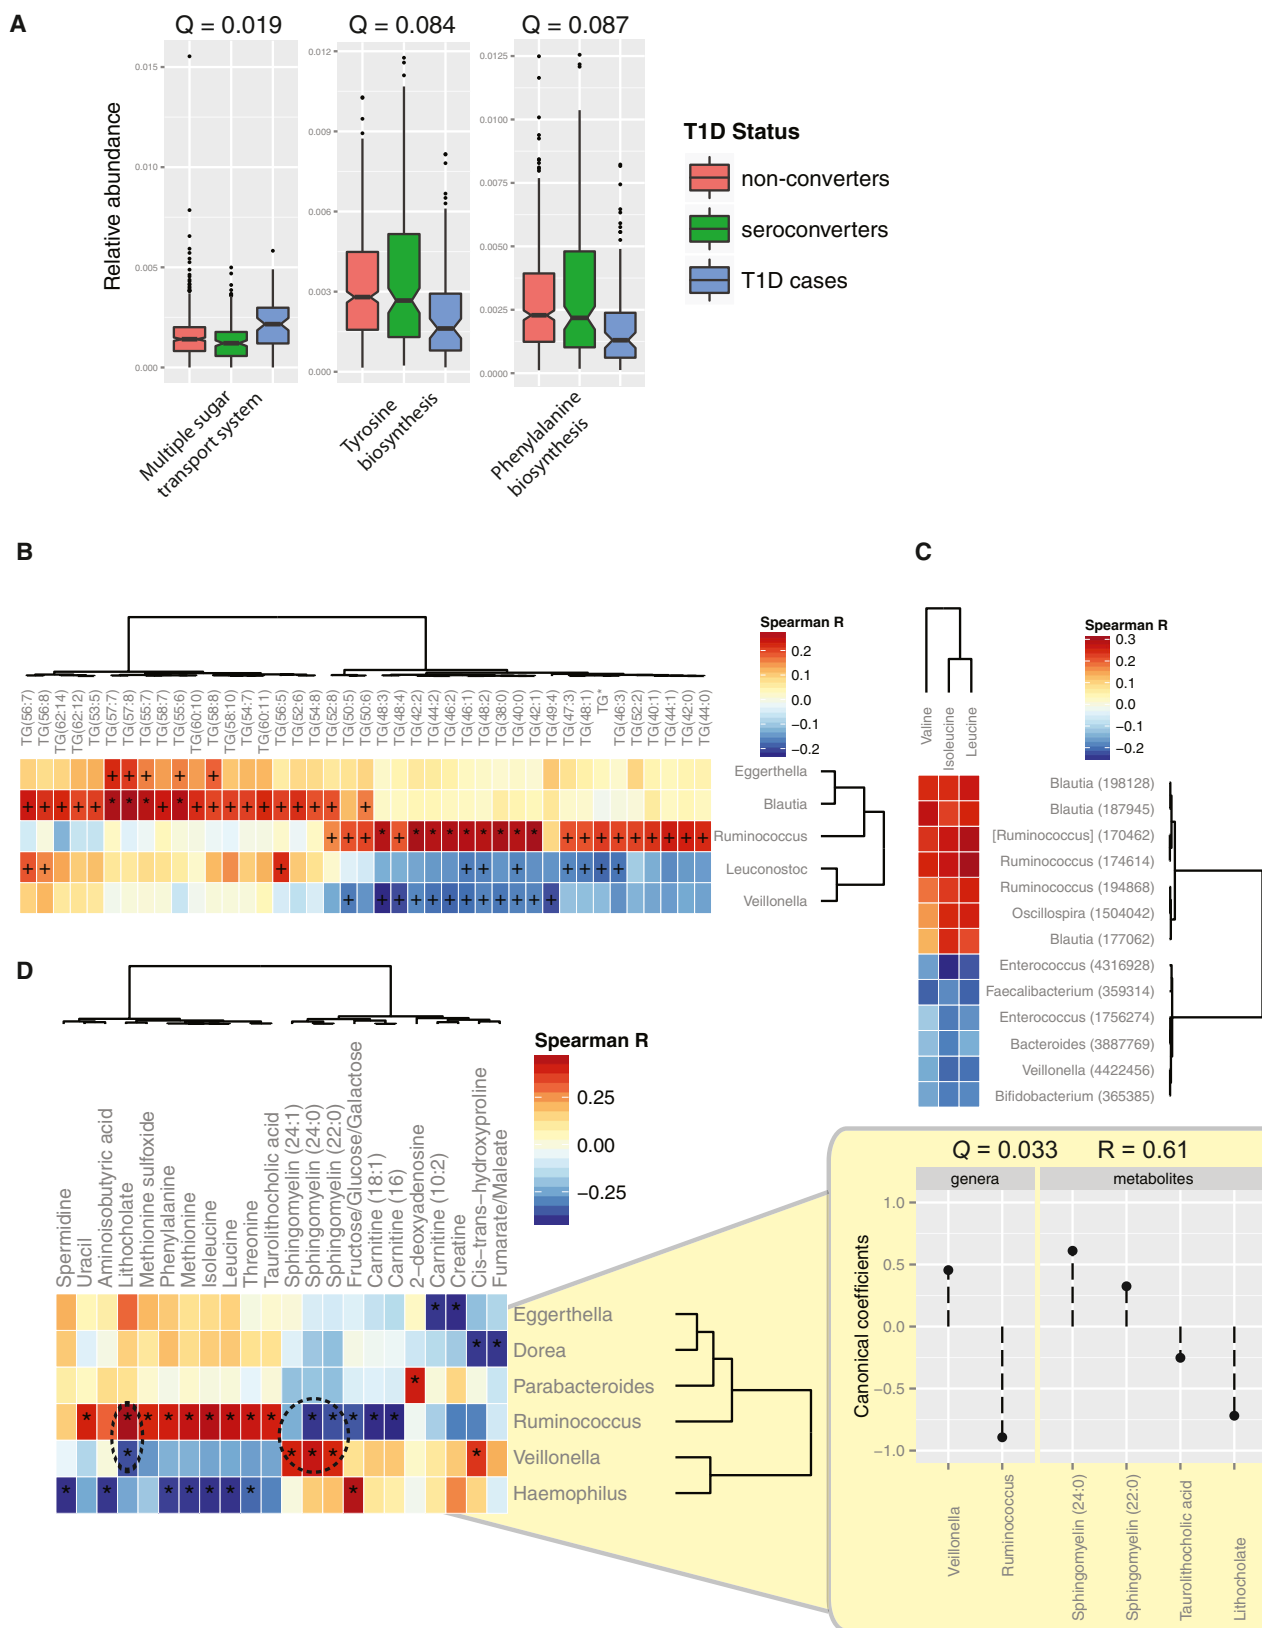 A
Q = 0.019
Q = 0.084
Q = 0.087
Relative abundance
0.015
0.010
0.005
0.000
0.012
0.009
0.006
0.003
0.000
0.0125
0.0100
0.0075
0.0050
0.0025
0.0000
Multiple sugar
transport system
Tyrosine
biosynthesis
Phenylalanine
biosynthesis
T1D Status
non-converters
seroconverters
T1D cases
B
TG(56:7)
TG(56:8)
TG(62:14)
TG(62:12)
TG(53:5)
TG(57:7)
TG(57:8)
TG(55:7)
TG(58:7)
TG(55:6)
TG(60:10)
TG(58:8)
TG(58:10)
TG(54:7)
TG(60:11)
TG(56:5)
TG(52:6)
TG(54:8)
TG(52:8)
TG(50:5)
TG(50:6)
TG(48:3)
TG(48:4)
TG(42:2)
TG(44:2)
TG(46:2)
TG(46:1)
TG(48:2)
TG(38:0)
TG(40:0)
TG(42:1)
TG(49:4)
TG(47:3)
TG(48:1)
TG*
TG(46:3)
TG(52:2)
TG(40:1)
TG(44:1)
TG(42:0)
TG(44:0)
Spearman R
0.2
0.1
0.0
−0.1
−0.2
Eggerthella
Blautia
Ruminococcus
Leuconostoc
Veillonella
C
Valine
Isoleucine
Leucine
Spearman R
0.3
0.2
0.1
0.0
−0.1
−0.2
Blautia (198128)
Blautia (187945)
[Ruminococcus] (170462)
Ruminococcus (174614)
Ruminococcus (194868)
Oscillospira (1504042)
Blautia (177062)
Enterococcus (4316928)
Faecalibacterium (359314)
Enterococcus (1756274)
Bacteroides (3887769)
Veillonella (4422456)
Bifidobacterium (365385)
D
Spermidine
Uracil
Aminoisobutyric acid
Lithocholate
Methionine sulfoxide
Phenylalanine
Methionine
Isoleucine
Leucine
Threonine
Taurolithocholic acid
Sphingomyelin (24:1)
Sphingomyelin (24:0)
Sphingomyelin (22:0)
Fructose/Glucose/Galactose
Carnitine (18:1)
Carnitine (16)
2−deoxyadenosine
Carnitine (10:2)
Creatine
Cis−trans−hydroxyproline
Fumarate/Maleate
Spearman R
0.25
0.00
−0.25
Eggerthella
Dorea
Parabacteroides
Ruminococcus
Veillonella
Haemophilus
Q = 0.033 R = 0.61
genera
metabolites
Canonical coefficients
1.0
0.5
0.0
−0.5
−1.0
Veillonella
Ruminococcus
Sphingomyelin (24:0)
Sphingomyelin (22:0)
Taurolithocholic acid
Lithocholate